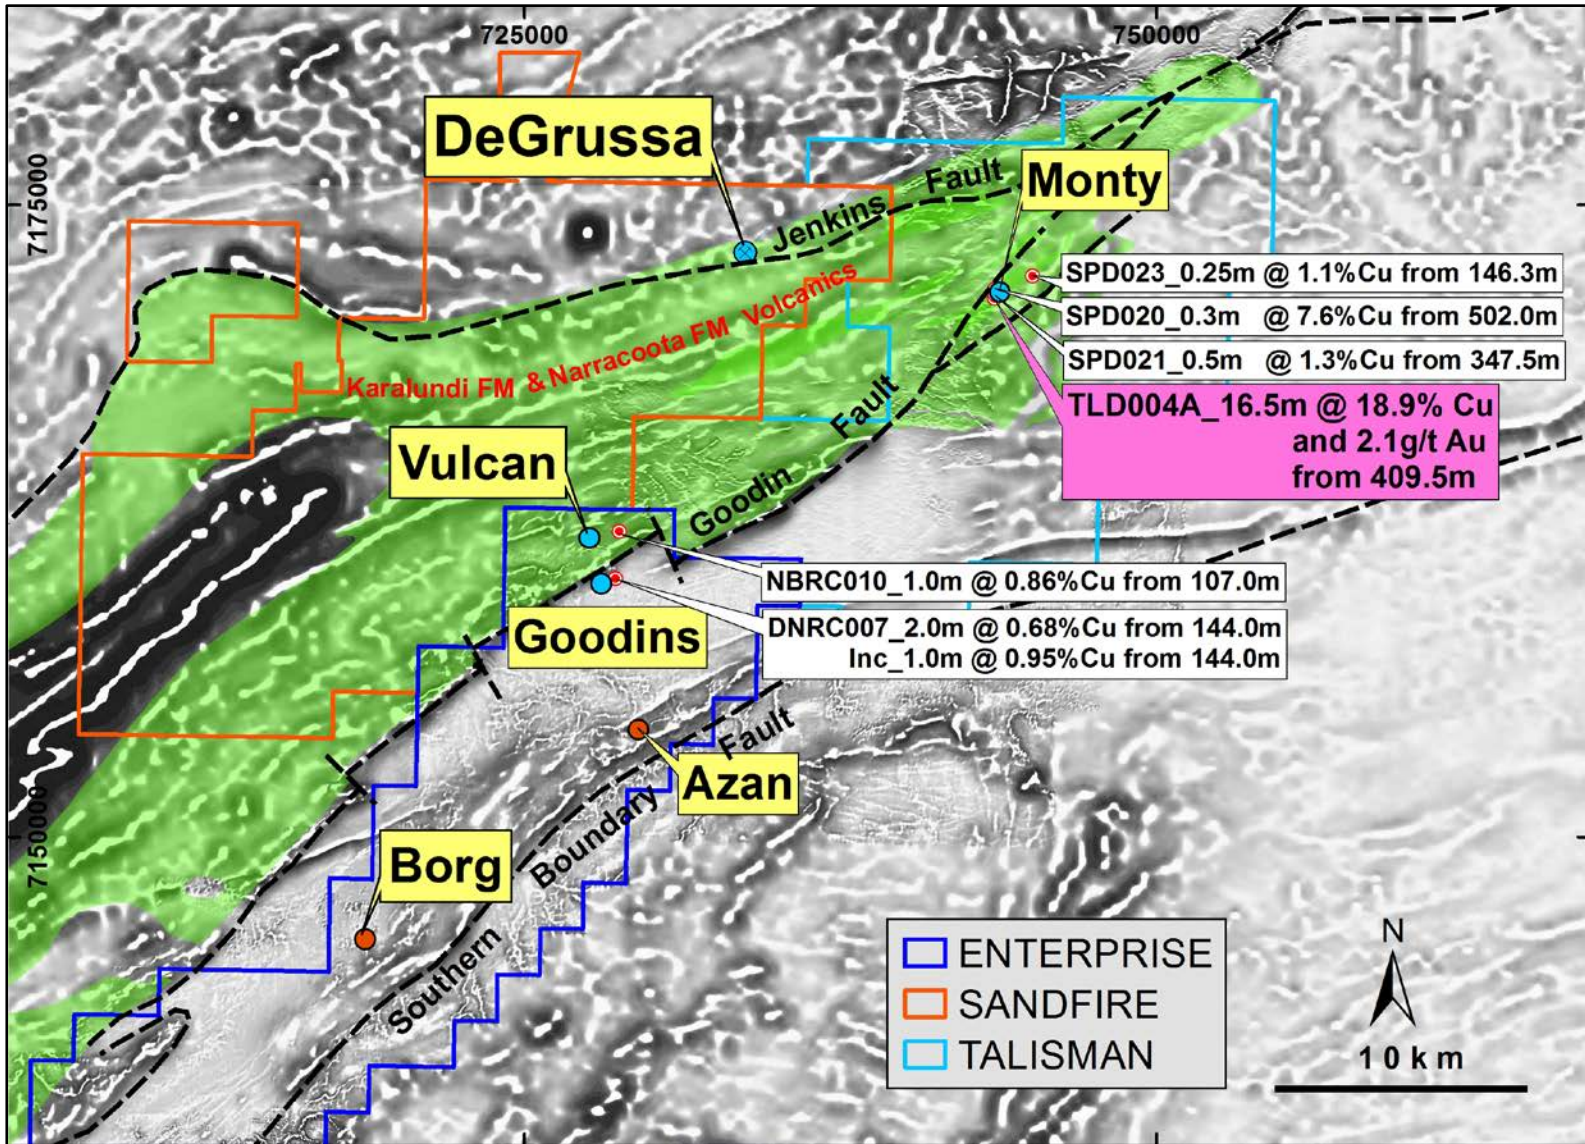 725000
750000
7175000
7150000
DeGrussa
Jenkins Fault
Monty
SPD023_0.25m @ 1.1%Cu from 146.3m
SPD020_0.3m @ 7.6%Cu from 502.0m
SPD021_0.5m @ 1.3%Cu from 347.5m
TLD004A_16.5m @ 18.9% Cu
and 2.1g/t Au
from 409.5m
Karalundi FM & Narracoota FM Volcanics
Vulcan
Goodin Fault
NBRC010_1.0m @ 0.86%Cu from 107.0m
DNRC007_2.0m @ 0.68%Cu from 144.0m
Inc_1.0m @ 0.95%Cu from 144.0m
Goodins
Azan
Borg
Southern Boundary Fault
ENTERPRISE
SANDFIRE
TALISMAN
N
10km